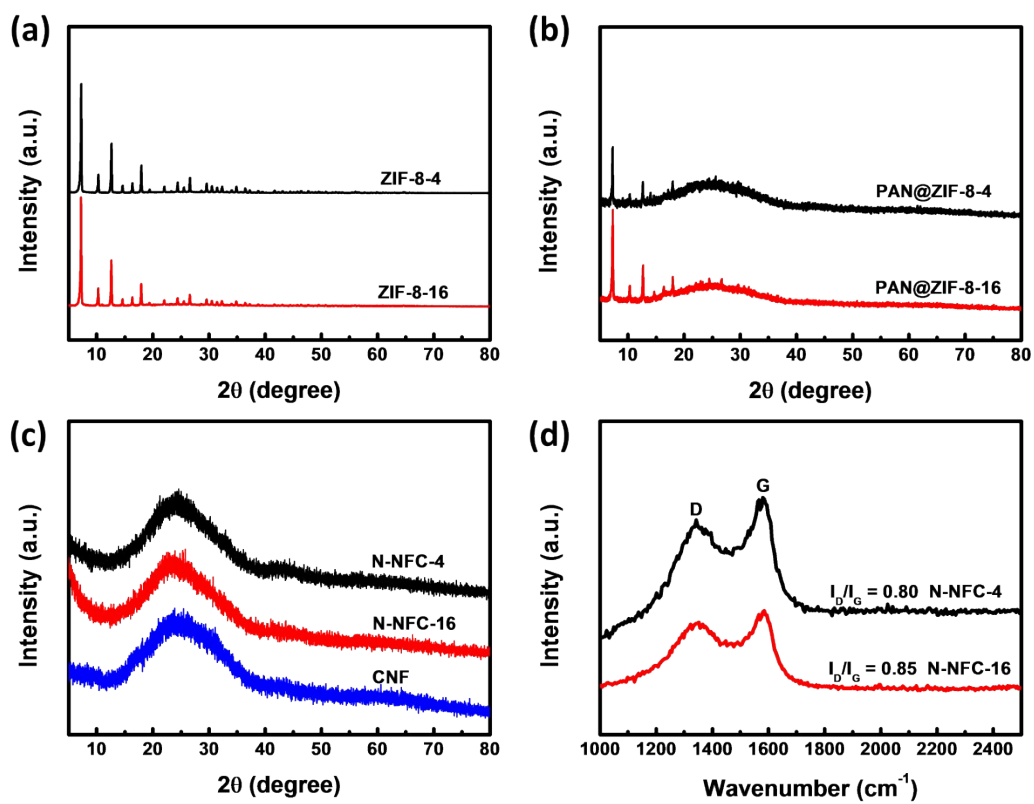 (a)
Intensity (a.u.)
ZIF-8-4
ZIF-8-16
10 20 30 40 50 60 70 80
2θ (degree)
(b)
Intensity (a.u.)
PAN@ZIF-8-4
PAN@ZIF-8-16
10 20 30 40 50 60 70 80
2θ (degree)
(c)
Intensity (a.u.)
N-NFC-4
N-NFC-16
CNF
10 20 30 40 50 60 70 80
2θ (degree)
(d)
Intensity (a.u.)
D
G
I_D/I_G = 0.80 N-NFC-4
I_D/I_G = 0.85 N-NFC-16
1000 1200 1400 1600 1800 2000 2200 2400
Wavenumber (cm⁻¹)